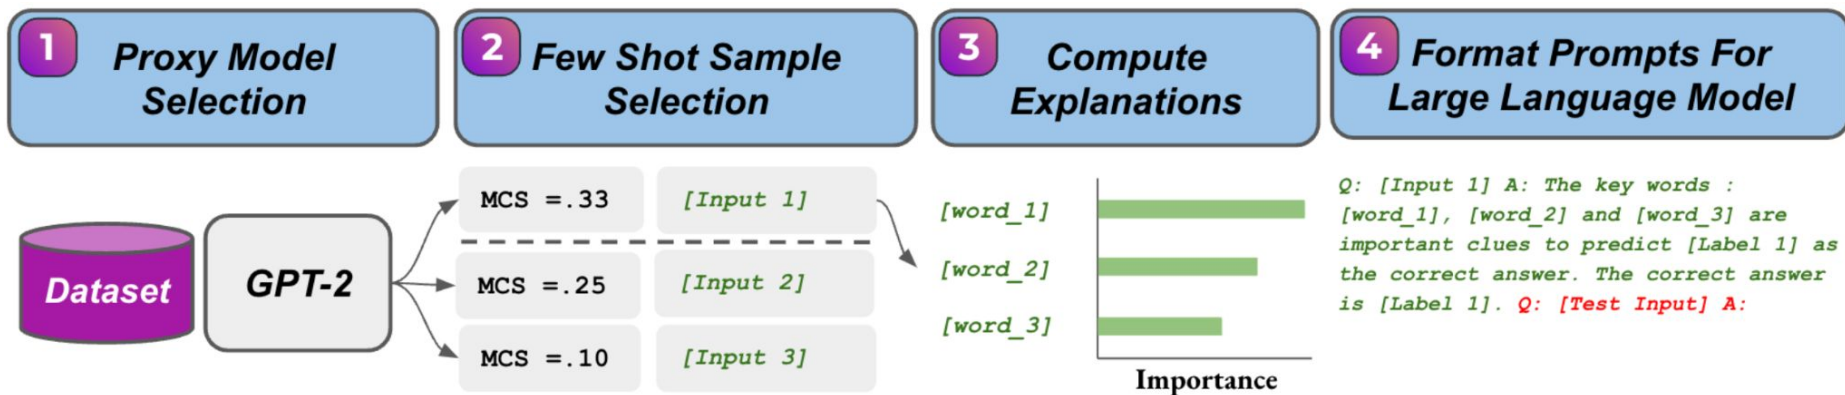 1 Proxy Model
Selection
2 Few Shot Sample
Selection
3 Compute
Explanations
4 Format Prompts For
Large Language Model
Dataset
GPT-2
MCS =.33 [Input 1]
MCS =.25 [Input 2]
MCS =.10 [Input 3]
[word_1]
[word_2]
[word_3]
Importance
Q: [Input 1] A: The key words :
[word_1], [word_2] and [word_3] are
important clues to predict [Label 1] as
the correct answer. The correct answer
is [Label 1]. Q: [Test Input] A: